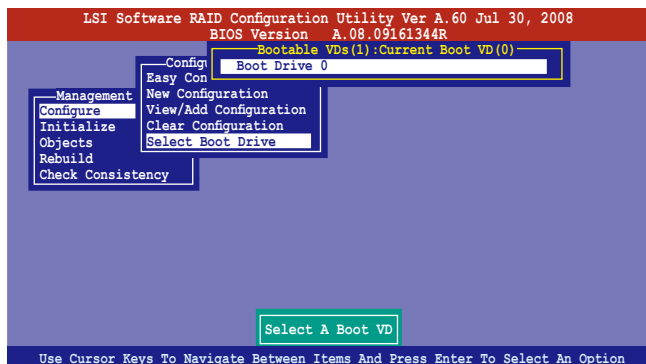 LSI Software RAID Configuration Utility Ver A.60 Jul 30, 2008
BIOS Version A.08.09161344R
Bootable VDs(1):Current Boot VD(0)
Boot Drive 0
Config
Easy Con
New Configuration
View/Add Configuration
Clear Configuration
Select Boot Drive
Management
Configure
Initialize
Objects
Rebuild
Check Consistency
Select A Boot VD
Use Cursor Keys To Navigate Between Items And Press Enter To Select An Option